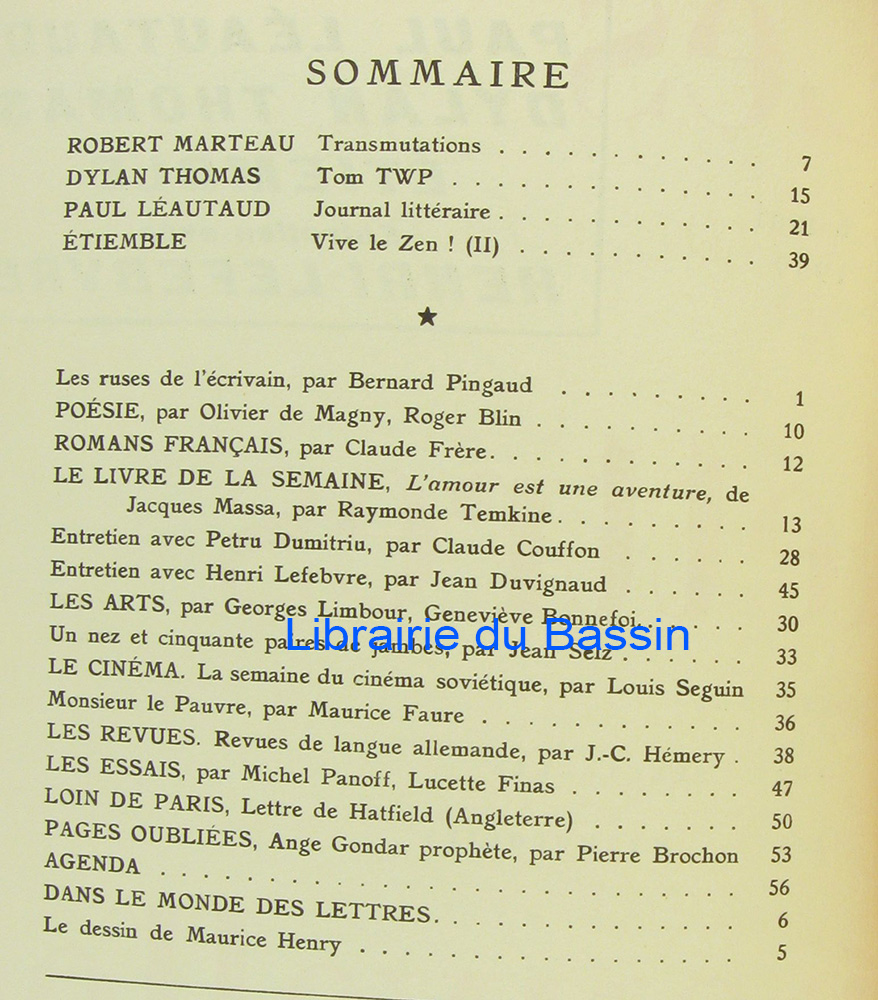 SOMMAIRE
ROBERT MARTEAU Transmutations . . . . . . . . 7
DYLAN THOMAS Tom TWP . . . . . . . . . 15
PAUL LÉAUTAUD Journal littéraire . . . . . . . . 21
ÉTIEMBLE Vive le Zen ! (II) . . . . . . . 39
★
Les ruses de l'écrivain, par Bernard Pingaud . . . . . . . 1
POÉSIE, par Olivier de Magny, Roger Blin . . . . . . . 10
ROMANS FRANÇAIS, par Claude Frère. . . . . . . . . 12
LE LIVRE DE LA SEMAINE, L'amour est une aventure, de
Jacques Massa, par Raymonde Temkine . . . . . . 13
Entretien avec Petru Dumitriu, par Claude Couffon . . . . 28
Entretien avec Henri Lefebvre, par Jean Duvignaud . . . . 45
LES ARTS, par Georges Limbour, Geneviève Bonnefoi. . . . 30
Un nez et cinquante paires de jambes, par Jean Selz . . . . 33
LE CINÉMA. La semaine du cinéma soviétique, par Louis Seguin 35
Monsieur le Pauvre, par Maurice Faure . . . . . . . . 36
LES REVUES. Revues de langue allemande, par J.-C. Hémery . 38
LES ESSAIS, par Michel Panoff, Lucette Finas . . . . . . 47
LOIN DE PARIS, Lettre de Hatfield (Angleterre) . . . . . 50
PAGES OUBLIÉES, Ange Gondar prophète, par Pierre Brochon 53
AGENDA . . . . . . . . . . . . . . . . 56
DANS LE MONDE DES LETTRES. . . . . . . . . 6
Le dessin de Maurice Henry . . . . . . . . . . . 5
Librairie du Bassin